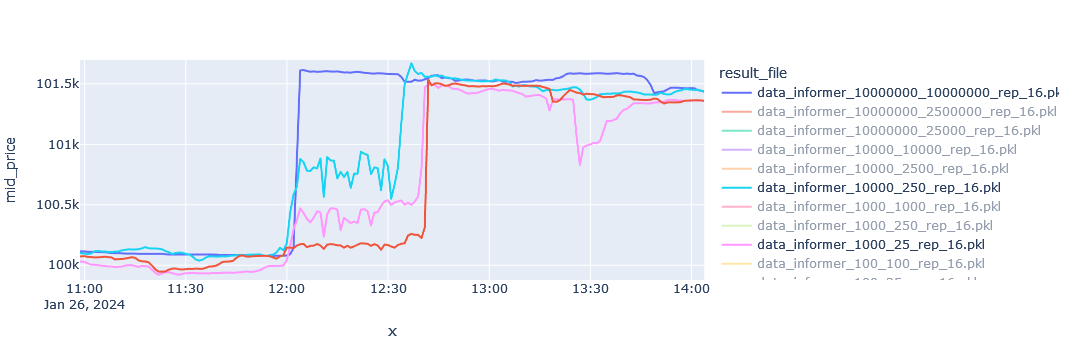 result_file
data_informer_10000000_10000000_rep_16.pk
data_informer_10000000_2500000_rep_16.pkl
data_informer_10000000_25000_rep_16.pkl
data_informer_10000_10000_rep_16.pkl
data_informer_10000_2500_rep_16.pkl
data_informer_10000_250_rep_16.pkl
data_informer_1000_1000_rep_16.pkl
data_informer_1000_250_rep_16.pkl
data_informer_1000_25_rep_16.pkl
data_informer_100_100_rep_16.pkl
mid_price
101.5k
101k
100.5k
100k
11:00
11:30
12:00
12:30
13:00
13:30
14:00
Jan 26, 2024
x